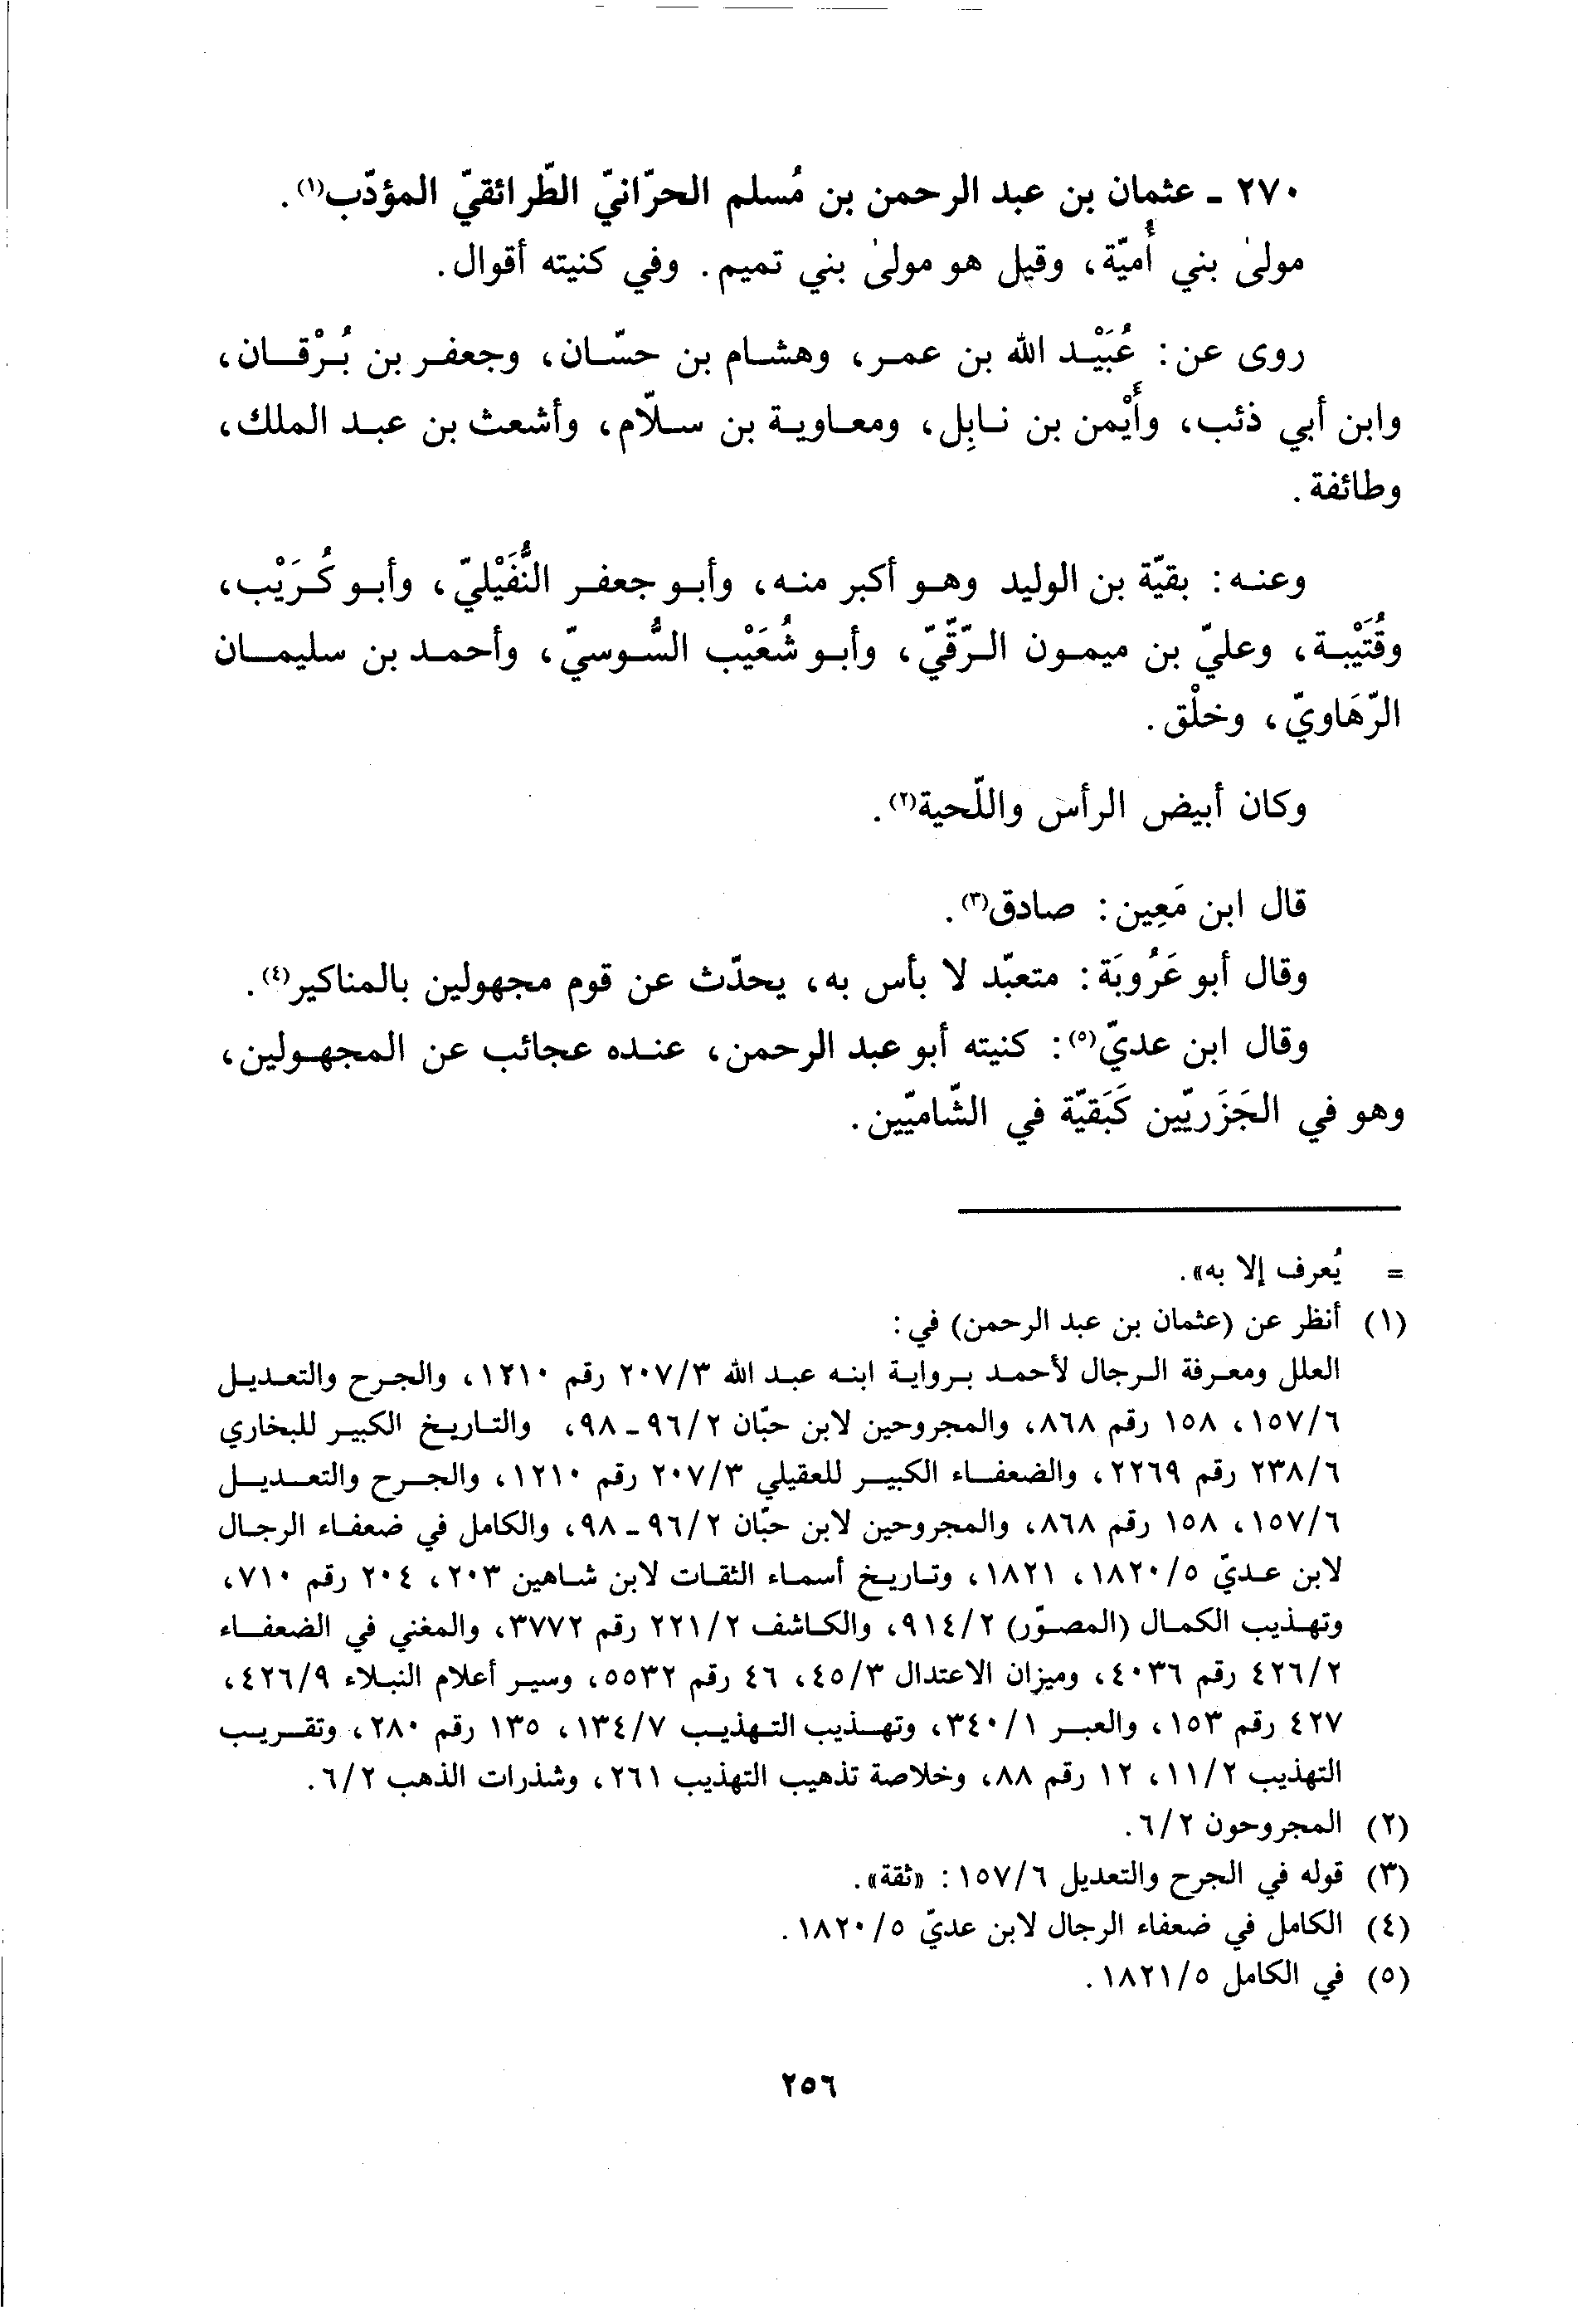 ٢٧٠ - عثمان بن عبد الرحمن بن مُسلم الحرّانيّ الطّرائقيّ المؤدّب(١).
مولىٰ بني أُميّة، وقيل هو مولىٰ بني تميم. وفي كنيته أقوال.
روى عن: عُبَيْد الله بن عمر، وهشام بن حسّان، وجعفر بن بُرْقان،
وابن أبي ذئب، وأَيْمن بن نابِل، ومعاوية بن سلّام، وأشعث بن عبد الملك،
وطائفة.
وعنه: بقيّة بن الوليد وهو أكبر منه، وأبو جعفر النُّفَيْليّ، وأبو كُرَيْب،
وقُتَيْبة، وعليّ بن ميمون الرّقّيّ، وأبو شُعَيْب السُّوسيّ، وأحمد بن سليمان
الرّهَاويّ، وخلْق.
وكان أبيض الرأس واللّحية(٢).
قال ابن مَعِين: صادق(٣).
وقال أبو عَرُوبَة: متعبّد لا بأس به، يحدّث عن قوم مجهولين بالمناكير(٤).
وقال ابن عديّ(٥): كنيته أبو عبد الرحمن، عنده عجائب عن المجهولين،
وهو في الجَزَريّين كَبَقيّة في الشّاميّين.
= يُعرف إلا به».
(١) أنظر عن (عثمان بن عبد الرحمن) في:
العلل ومعرفة الرجال لأحمد برواية ابنه عبد الله ٢٠٧/٣ رقم ١٢١٠، والجرح والتعديل
١٥٧/٦، ١٥٨ رقم ٨٦٨، والمجروحين لابن حبّان ٩٦/٢ - ٩٨، والتاريخ الكبير للبخاري
٢٣٨/٦ رقم ٢٢٦٩، والضعفاء الكبير للعقيلي ٢٠٧/٣ رقم ١٢١٠، والجرح والتعديل
١٥٧/٦، ١٥٨ رقم ٨٦٨، والمجروحين لابن حبّان ٩٦/٢ - ٩٨، والكامل في ضعفاء الرجال
لابن عديّ ١٨٢٠/٥، ١٨٢١، وتاريخ أسماء الثقات لابن شاهين ٢٠٣، ٢٠٤ رقم ٧١٠،
وتهذيب الكمال (المصوّر) ٩١٤/٢، والكاشف ٢٢١/٢ رقم ٣٧٧٢، والمغني في الضعفاء
٤٢٦/٢ رقم ٤٠٣٦، وميزان الاعتدال ٤٥/٣، ٤٦ رقم ٥٥٣٢، وسير أعلام النبلاء ٤٢٦/٩،
٤٢٧ رقم ١٥٣، والعبر ٣٤٠/١، وتهذيب التهذيب ١٣٤/٧، ١٣٥ رقم ٢٨٠، وتقريب
التهذيب ١١/٢، ١٢ رقم ٨٨، وخلاصة تذهيب التهذيب ٢٦١، وشذرات الذهب ٦/٢.
(٢) المجروحون ٦/٢.
(٣) قوله في الجرح والتعديل ١٥٧/٦: «ثقة».
(٤) الكامل في ضعفاء الرجال لابن عديّ ١٨٢٠/٥.
(٥) في الكامل ١٨٢١/٥.
٢٥٦